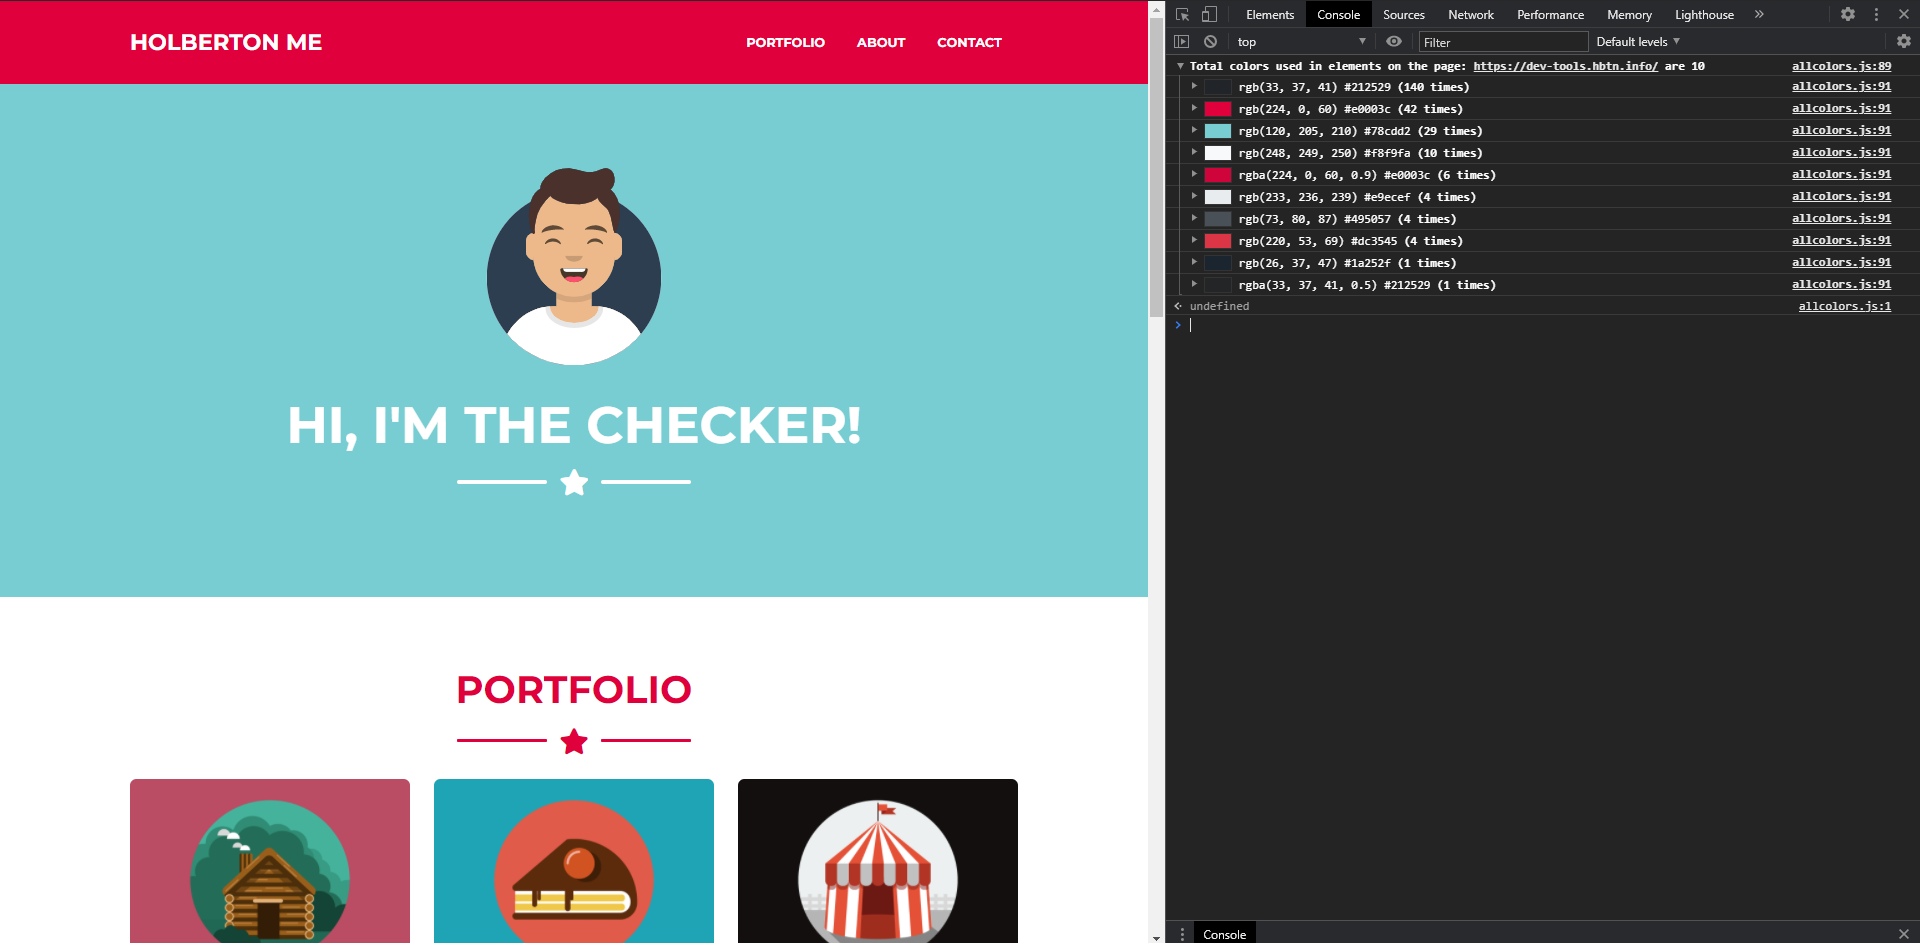 HOLBERTON ME
PORTFOLIO ABOUT CONTACT
HI, I'M THE CHECKER!
PORTFOLIO
Elements Console Sources Network Performance Memory Lighthouse »
top Filter Default levels
Total colors used in elements on the page: https://dev-tools.hbtn.info/ are 10 allcolors.js:89
rgb(33, 37, 41) #212529 (140 times) allcolors.js:91
rgb(224, 0, 60) #e0003c (42 times) allcolors.js:91
rgb(120, 205, 210) #78cdd2 (29 times) allcolors.js:91
rgb(248, 249, 250) #f8f9fa (10 times) allcolors.js:91
rgba(224, 0, 60, 0.9) #e0003c (6 times) allcolors.js:91
rgb(233, 236, 239) #e9ecef (4 times) allcolors.js:91
rgb(73, 80, 87) #495057 (4 times) allcolors.js:91
rgb(220, 53, 69) #dc3545 (4 times) allcolors.js:91
rgb(26, 37, 47) #1a252f (1 times) allcolors.js:91
rgba(33, 37, 41, 0.5) #212529 (1 times) allcolors.js:91
undefined allcolors.js:1
Console